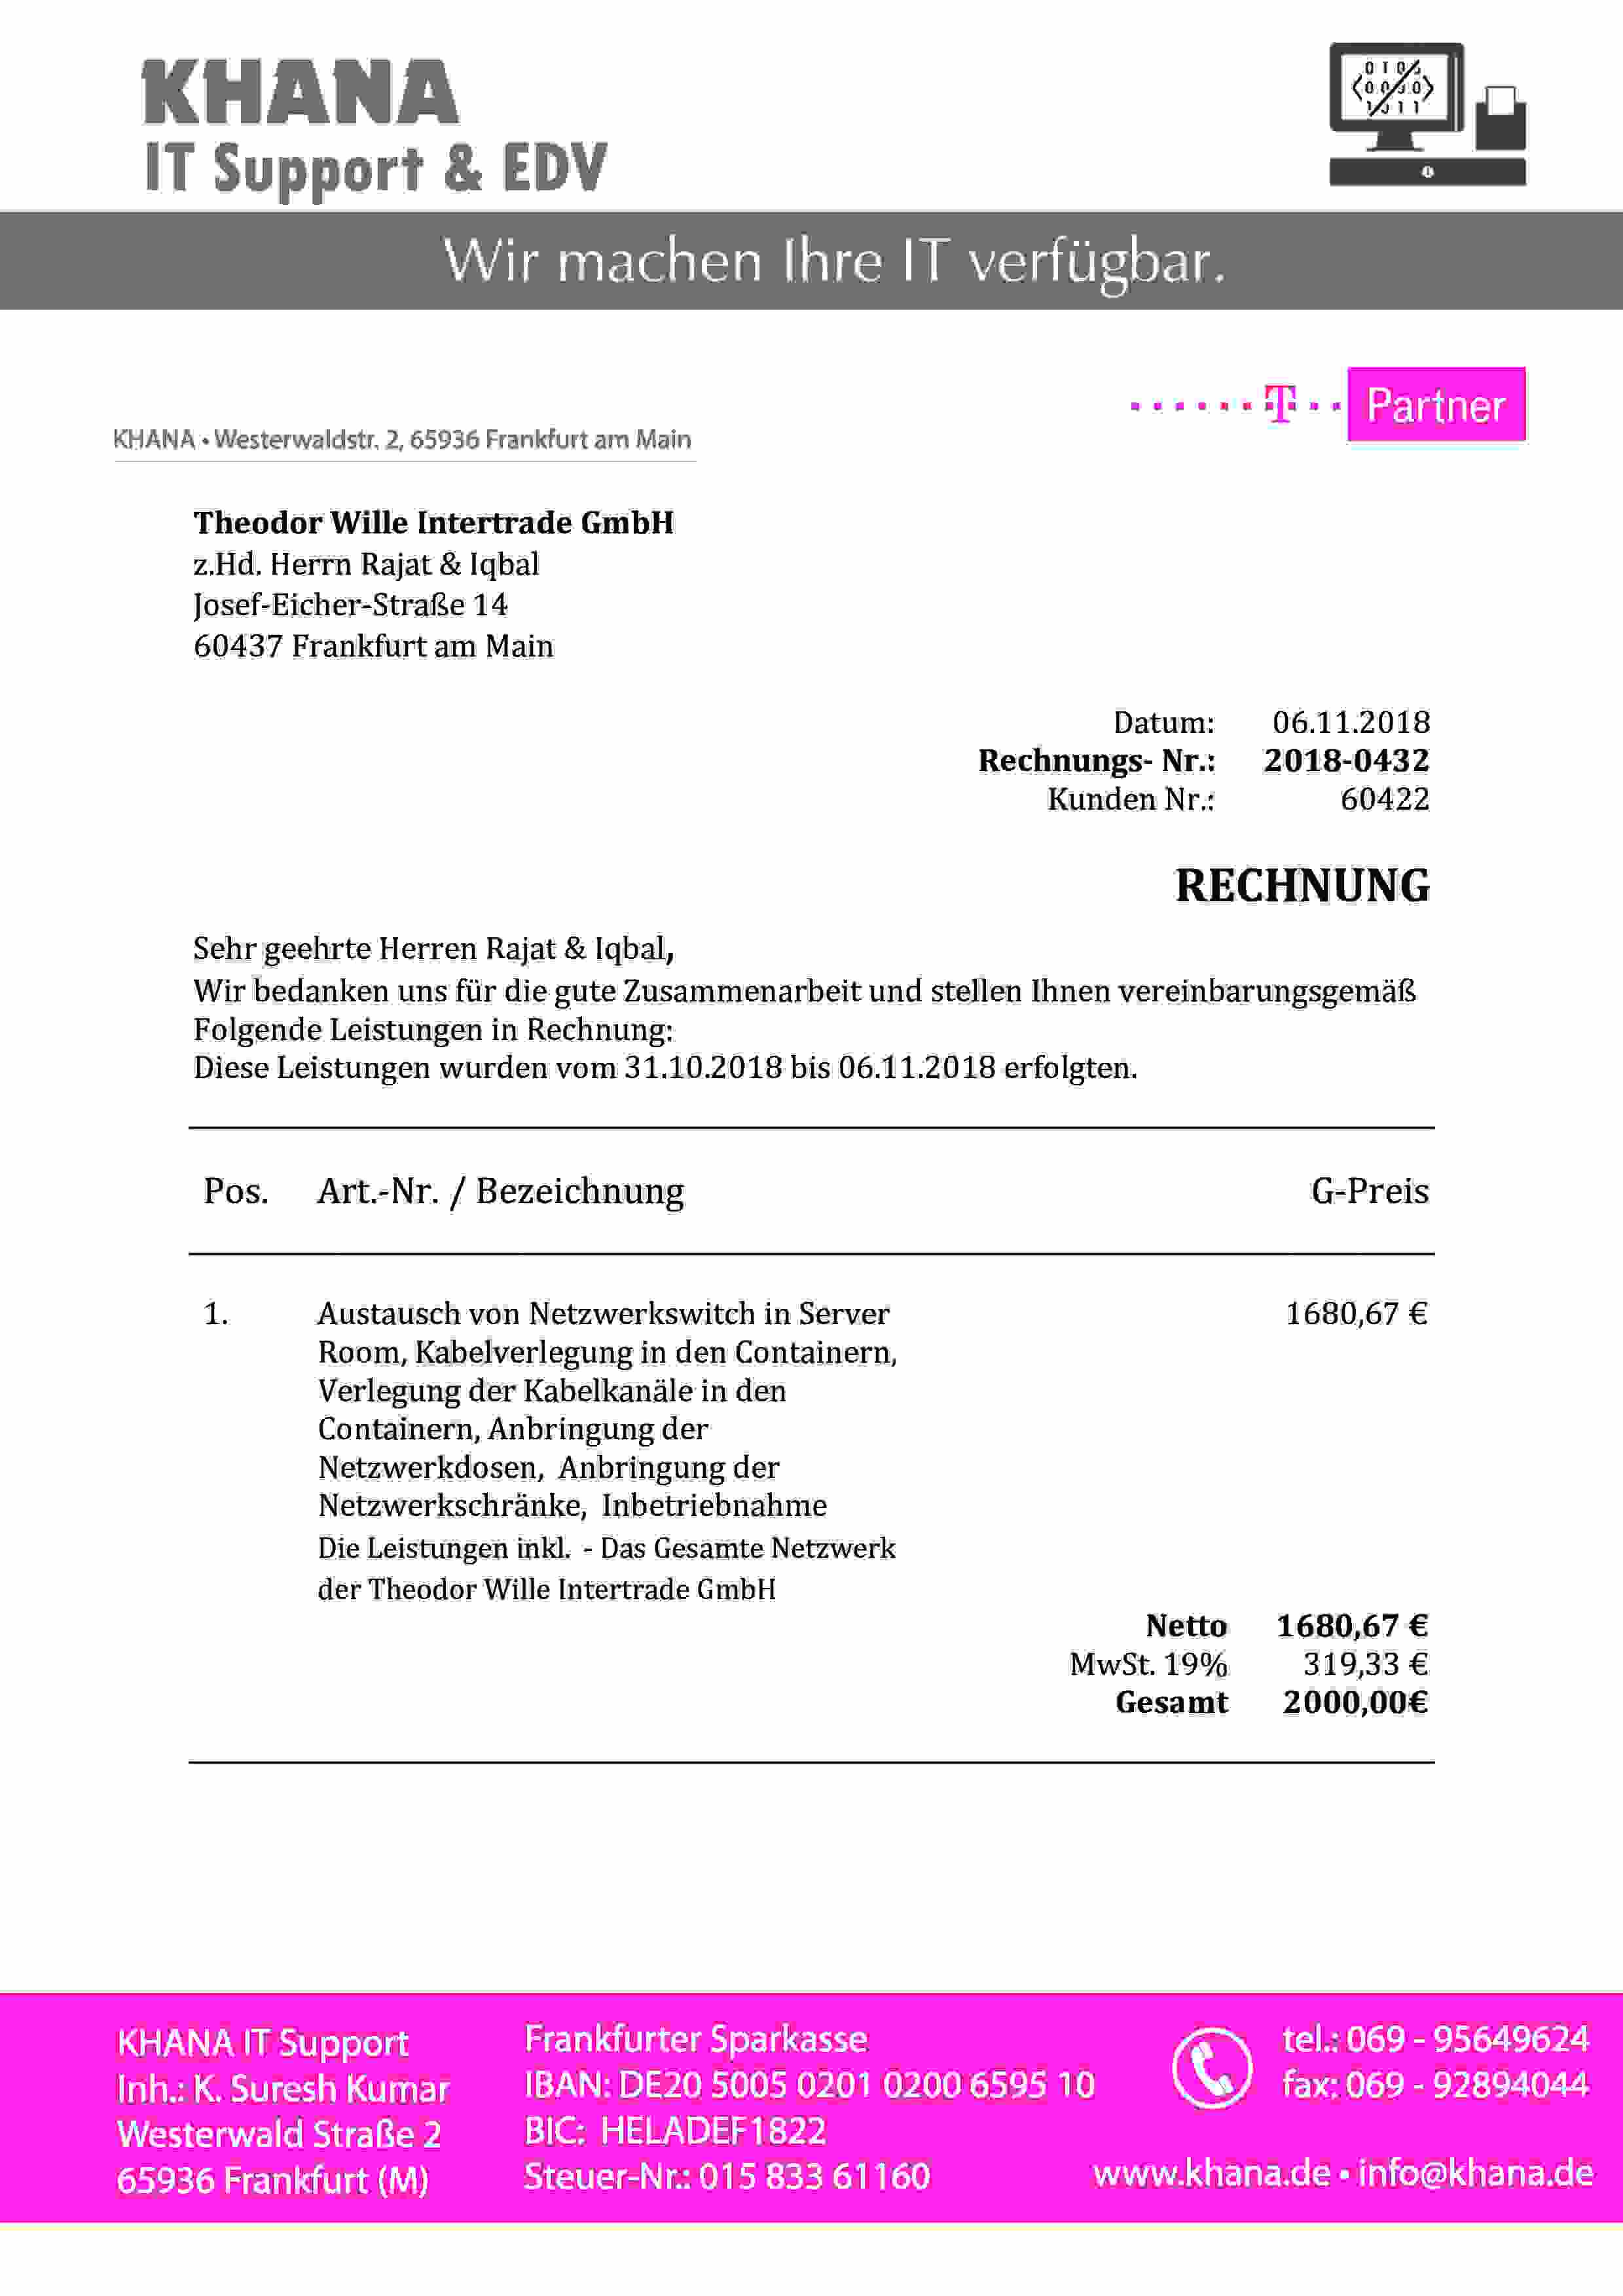 KHANA
IT Support & EDV
Wir machen Ihre IT verfügbar.
T Partner
KHANA • Westerwaldstr. 2, 65936 Frankfurt am Main
Theodor Wille Intertrade GmbH
z.Hd. Herrn Rajat & Iqbal
Josef-Eicher-Straße 14
60437 Frankfurt am Main
Datum: 06.11.2018
Rechnungs- Nr.: 2018-0432
Kunden Nr.: 60422
RECHNUNG
Sehr geehrte Herren Rajat & Iqbal,
Wir bedanken uns für die gute Zusammenarbeit und stellen Ihnen vereinbarungsgemäß
Folgende Leistungen in Rechnung:
Diese Leistungen wurden vom 31.10.2018 bis 06.11.2018 erfolgten.
Pos. Art.-Nr. / Bezeichnung G-Preis
1. Austausch von Netzwerkswitch in Server 1680,67 €
Room, Kabelverlegung in den Containern,
Verlegung der Kabelkanäle in den
Containern, Anbringung der
Netzwerkdosen, Anbringung der
Netzwerkschränke, Inbetriebnahme
Die Leistungen inkl. - Das Gesamte Netzwerk
der Theodor Wille Intertrade GmbH
Netto 1680,67 €
MwSt. 19% 319,33 €
Gesamt 2000,00€
KHANA IT Support
Inh.: K. Suresh Kumar
Westerwald Straße 2
65936 Frankfurt (M)
Frankfurter Sparkasse
IBAN: DE20 5005 0201 0200 6595 10
BIC: HELADEF1822
Steuer-Nr.: 015 833 61160
tel.: 069 - 95649624
fax: 069 - 92894044
www.khana.de • info@khana.de